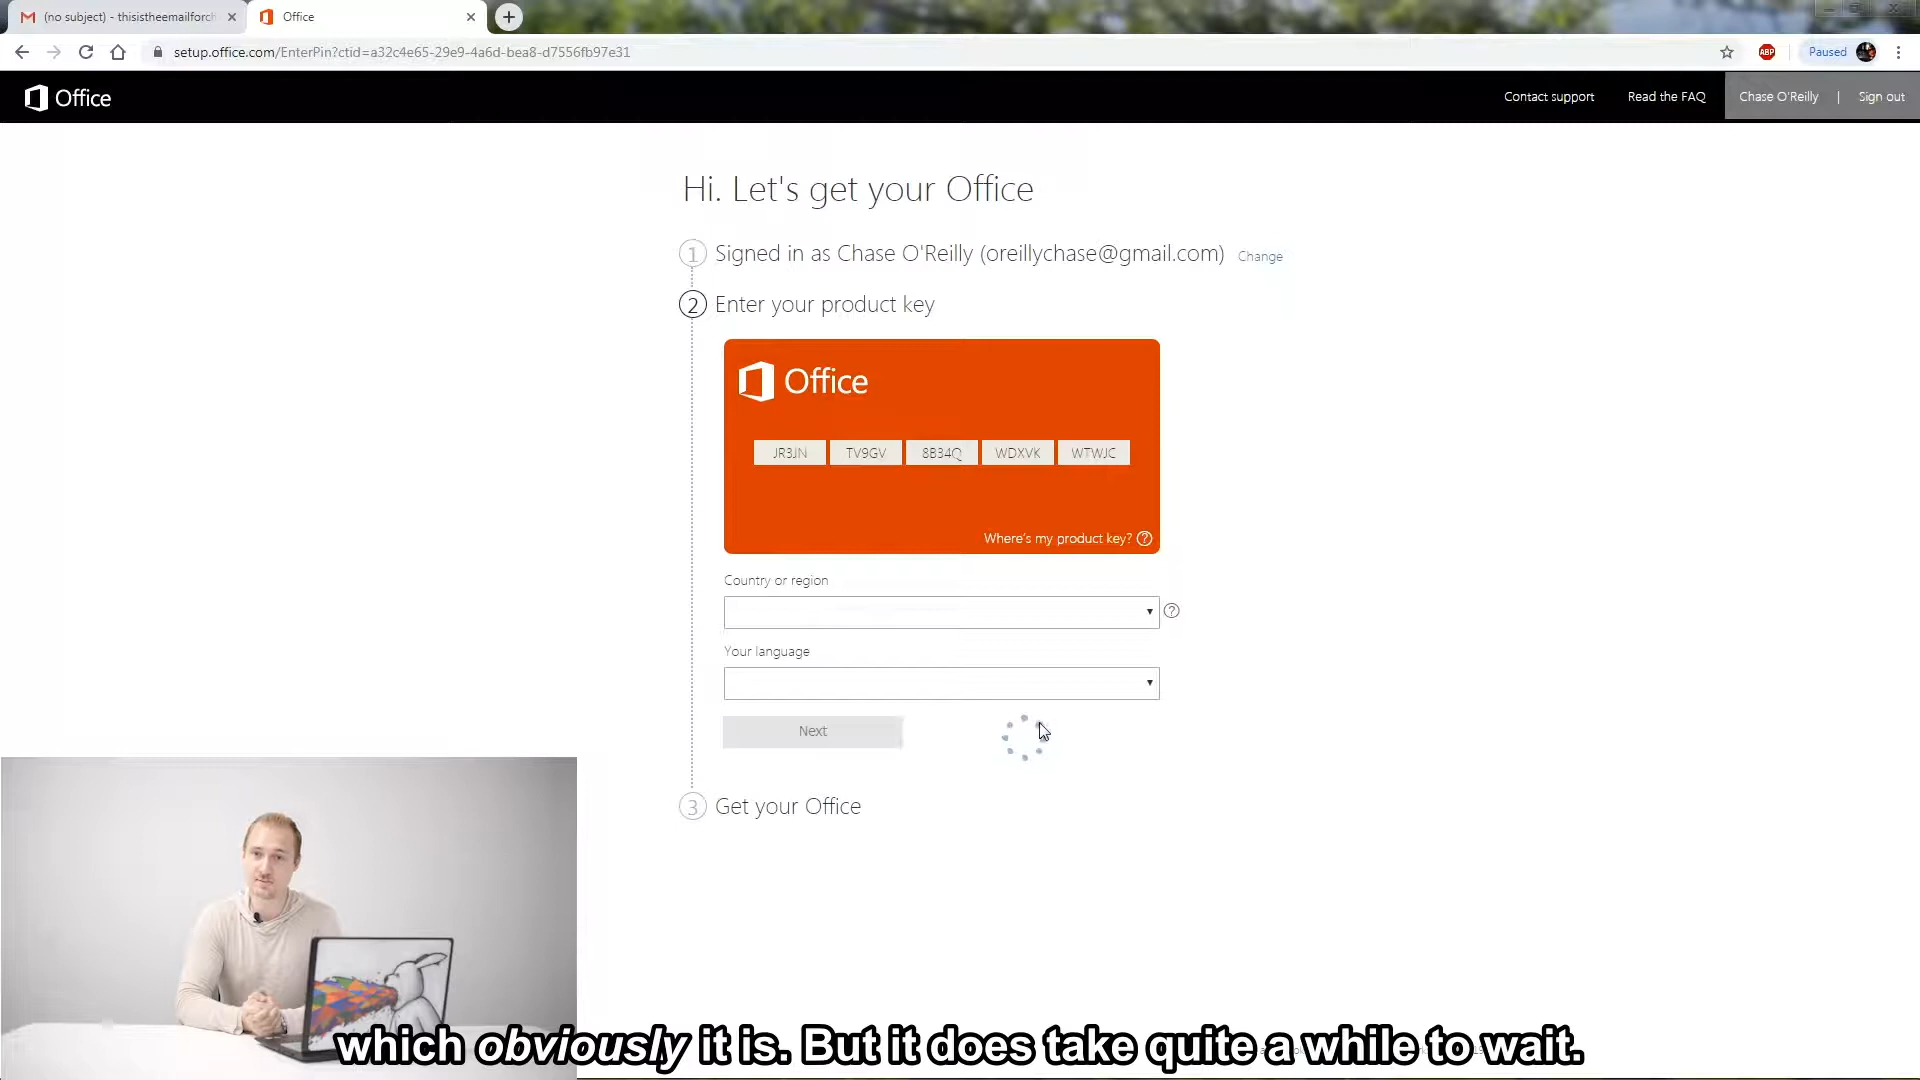 (no subject) - thisistheemailforch
Office
setup.office.com/EnterPin?ctid=a32c4e65-29e9-4a6d-bea8-d7556fb97e31
ABP
Paused
Office
Contact support
Read the FAQ
Chase O'Reilly | Sign out
Hi. Let's get your Office
1 Signed in as Chase O'Reilly (oreillychase@gmail.com) Change
2 Enter your product key
Office
JR3JN TV9GV 8B34Q WDXVK WTWJC
Where's my product key? ?
Country or region
?
Your language
Next
3 Get your Office
which obviously it is. But it does take quite a while to wait.